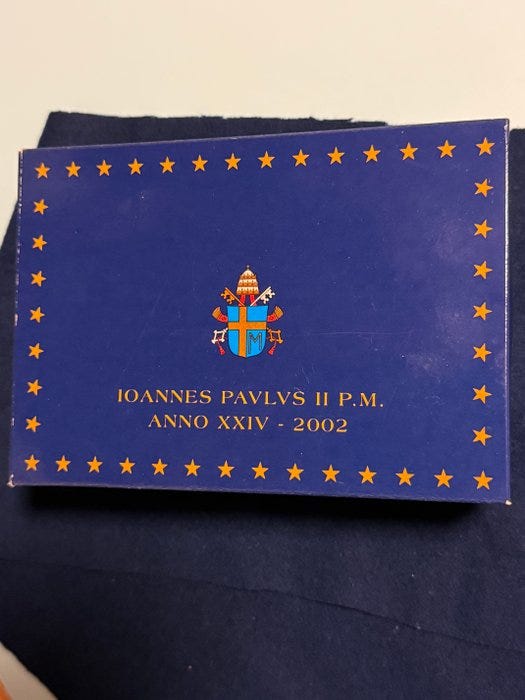 M
IOANNES PAVLVS II P.M.
ANNO XXIV - 2002